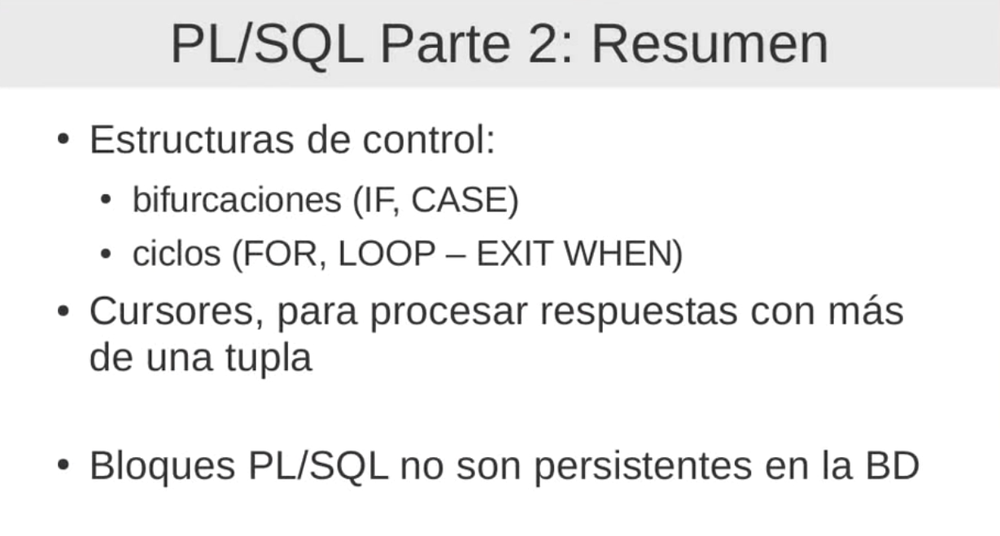 PL/SQL Parte 2: Resumen
• Estructuras de control:
• bifurcaciones (IF, CASE)
• ciclos (FOR, LOOP – EXIT WHEN)
• Cursores, para procesar respuestas con más
de una tupla
• Bloques PL/SQL no son persistentes en la BD